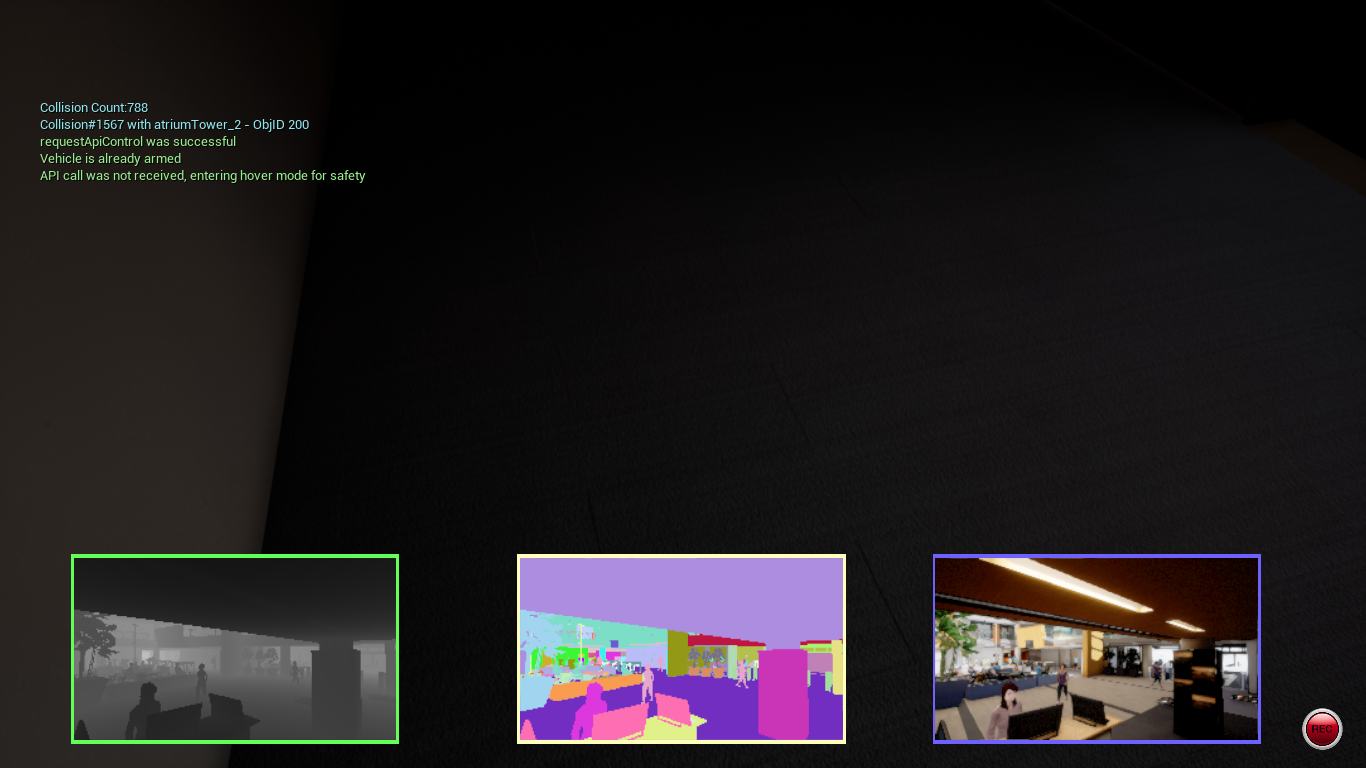 Collision Count:788
Collision#1567 with atriumTower_2 - ObjID 200
requestApiControl was successful
Vehicle is already armed
API call was not received, entering hover mode for safety
REC